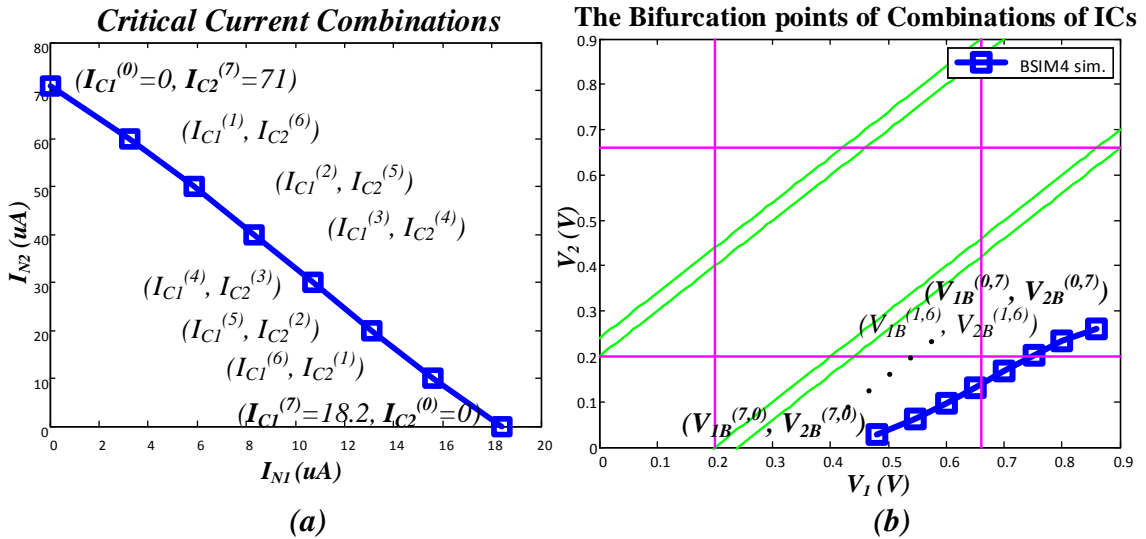 Critical Current Combinations
80
70
60
50
40
30
20
10
0
I_N2 (uA)
(I_C1^(0)=0, I_C2^(7)=71)
(I_C1^(1), I_C2^(6))
(I_C1^(2), I_C2^(5))
(I_C1^(3), I_C2^(4))
(I_C1^(4), I_C2^(3))
(I_C1^(5), I_C2^(2))
(I_C1^(6), I_C2^(1))
(I_C1^(7)=18.2, I_C2^(0)=0)
0 2 4 6 8 10 12 14 16 18 20
I_N1 (uA)
(a)
The Bifurcation points of Combinations of ICs
0.9
0.8
0.7
0.6
0.5
0.4
0.3
0.2
0.1
0
V_2 (V)
BSIM4 sim.
(V_1B^(0,7), V_2B^(0,7))
(V_1B^(1,6), V_2B^(1,6))
(V_1B^(7,0), V_2B^(7,0))
0 0.1 0.2 0.3 0.4 0.5 0.6 0.7 0.8 0.9
V_1 (V)
(b)